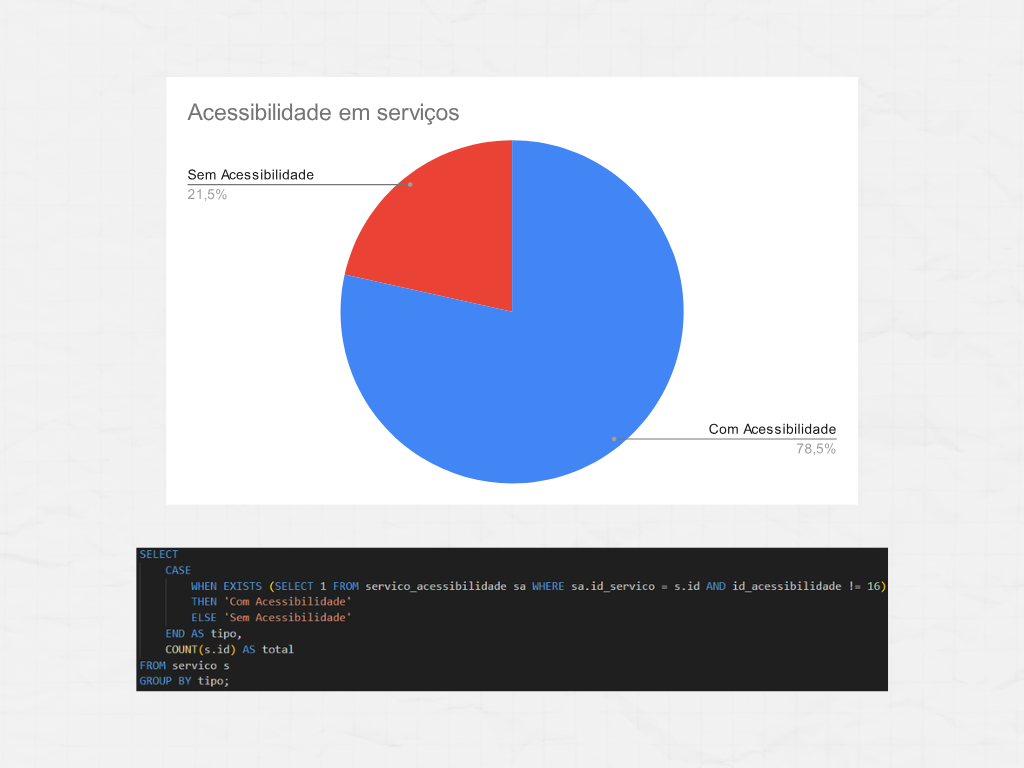 Acessibilidade em serviços
Sem Acessibilidade
21,5%
Com Acessibilidade
78,5%
SELECT
CASE
WHEN EXISTS (SELECT 1 FROM servico_acessibilidade sa WHERE sa.id_servico = s.id AND id_acessibilidade != 16)
THEN 'Com Acessibilidade'
ELSE 'Sem Acessibilidade'
END AS tipo,
COUNT(s.id) AS total
FROM servico s
GROUP BY tipo;